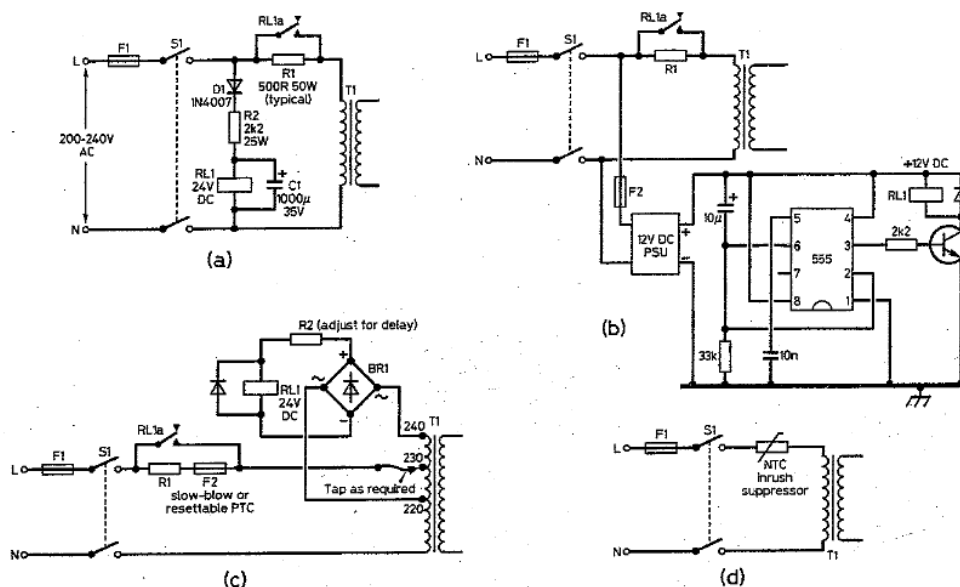 L
F1
S1
RL1a
R1
500R 50W
(typical)
D1
1N4007
R2
2k2
25W
T1
200-240V
AC
RL1
24V
DC
+
C1
1000µ
35V
N
(a)
L
F1
S1
RL1a
R1
T1
N
F2
12V DC
PSU
+
-
+
10µ
5
6
7
8
555
4
3
2
1
2k2
+12V DC
RL1
33k
10n
(b)
R2 (adjust for delay)
RL1
24V
DC
+
BR1
~
~
-
T1
240
230
220
Tap as required
L
F1
S1
RL1a
R1
F2
slow-blow or
resettable PTC
N
(c)
L
F1
S1
NTC
inrush
suppressor
T1
N
(d)